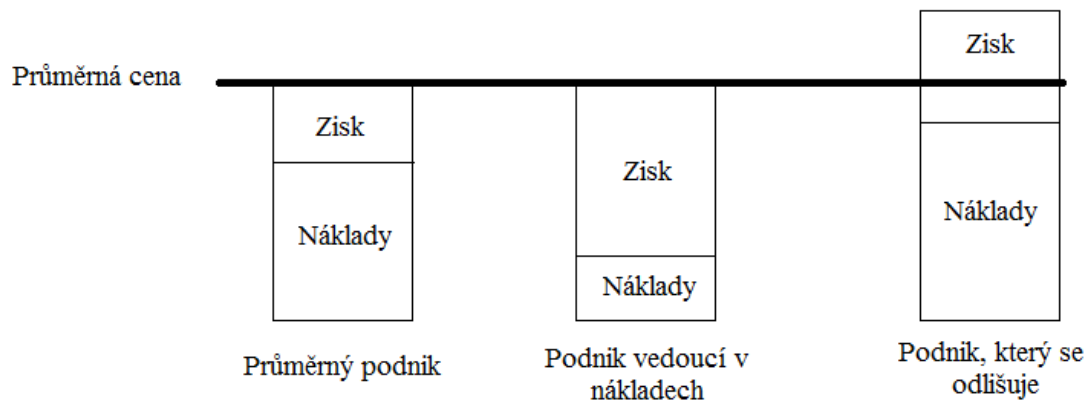 Průměrná cena
Zisk
Náklady
Průměrný podnik
Zisk
Náklady
Podnik vedoucí v
nákladech
Zisk
Náklady
Podnik, který se
odlišuje